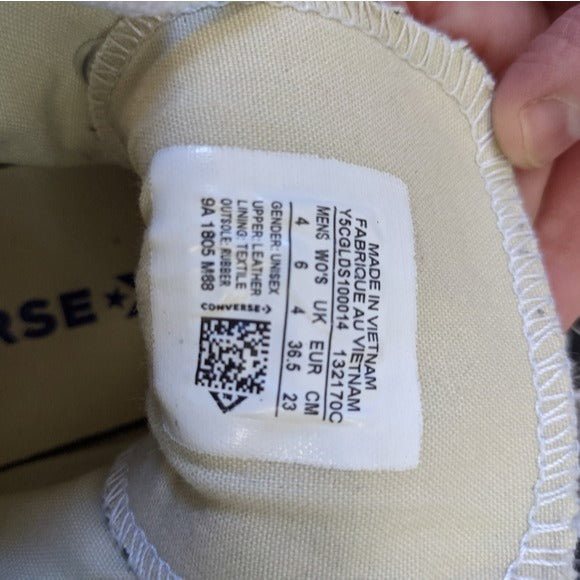 MADE IN VIETNAM
FABRIQUE AU VIETNAM
Y5CGLDS100014 132170C
MENS WO'S UK EUR CM
4 6 4 36.5 23
GENDER: UNISEX
UPPER: LEATHER
LINING: TEXTILE
OUTSOLE: RUBBER
9A 1805 M88
CONVERSE